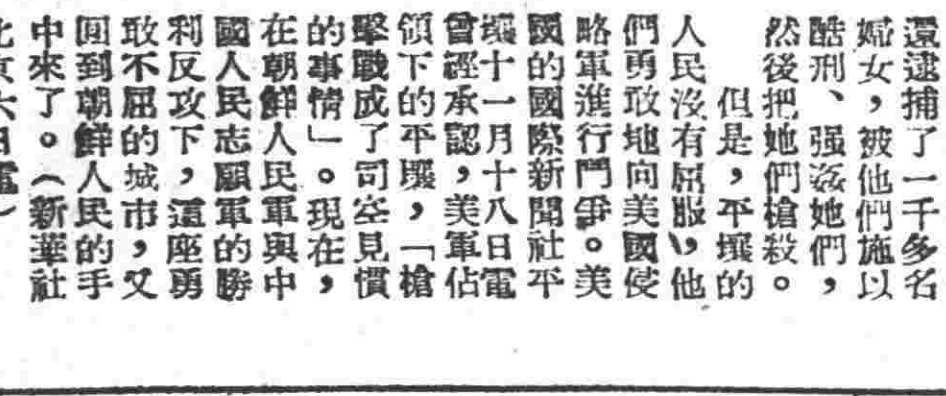 還逮捕了一千多名
婦女，被他們施以
酷刑、强姦她們，
然後把她們槍殺。
但是，平壤的
人民沒有屈服，他
們勇敢地向美國侵
略軍進行鬥爭。美
國的國際新聞社平
壤十一月十八日電
曾經承認，美軍佔
領下的平壤，「槍
擊戰成了司空見慣
的事情」。現在，
在朝鮮人民軍與中
國人民志願軍的勝
利反攻下，這座勇
敢不屈的城市，又
回到朝鮮人民的手
中來了。（新華社
北京六日電）